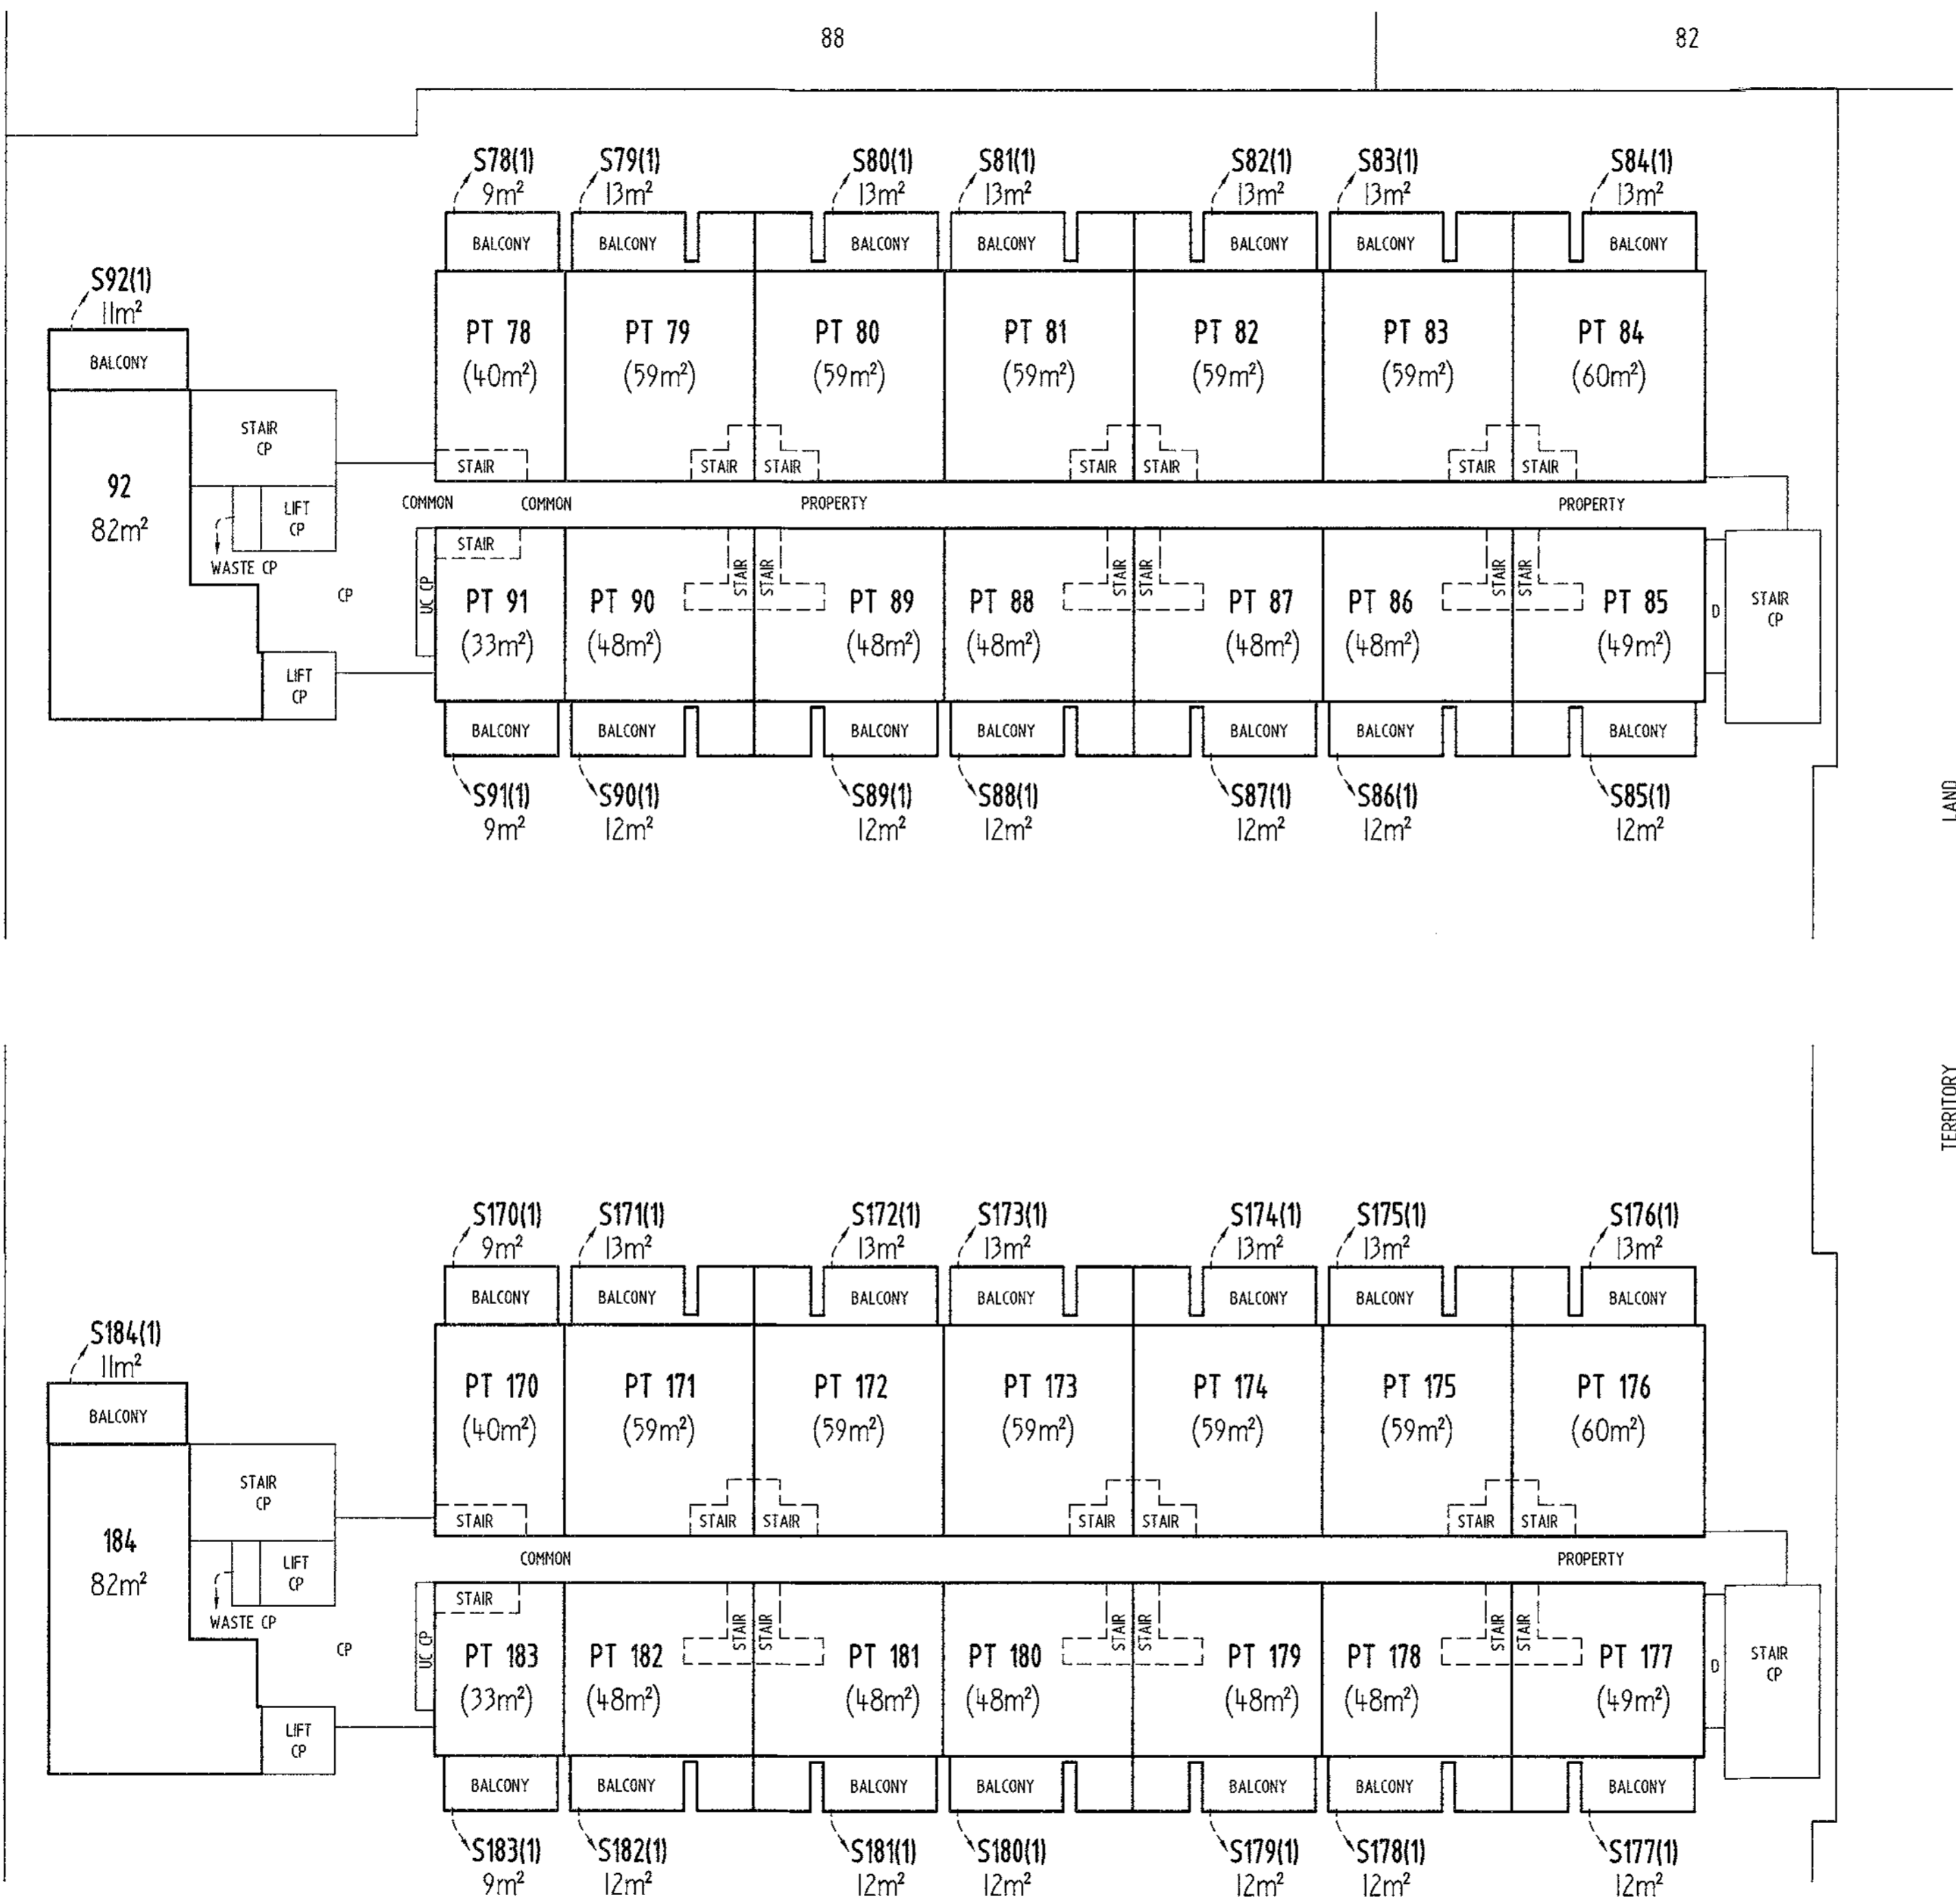 88 82
S78(1) S79(1) S80(1) S81(1) S82(1) S83(1) S84(1)
9m² 13m² 13m² 13m² 13m² 13m² 13m²
BALCONY BALCONY BALCONY BALCONY BALCONY BALCONY BALCONY
S92(1)
11m²
BALCONY
PT 78 PT 79 PT 80 PT 81 PT 82 PT 83 PT 84
(40m²) (59m²) (59m²) (59m²) (59m²) (59m²) (60m²)
STAIR
CP
STAIR STAIR STAIR STAIR STAIR STAIR STAIR
92
82m²
LIFT
CP
COMMON COMMON PROPERTY PROPERTY
WASTE CP
CP
UC CP
STAIR STAIR STAIR STAIR STAIR STAIR STAIR
PT 91 PT 90 PT 89 PT 88 PT 87 PT 86 PT 85
(33m²) (48m²) (48m²) (48m²) (48m²) (48m²) (49m²)
D
STAIR
CP
LIFT
CP
BALCONY BALCONY BALCONY BALCONY BALCONY BALCONY BALCONY
S91(1) S90(1) S89(1) S88(1) S87(1) S86(1) S85(1)
9m² 12m² 12m² 12m² 12m² 12m² 12m²
LAND
TERRITORY
S170(1) S171(1) S172(1) S173(1) S174(1) S175(1) S176(1)
9m² 13m² 13m² 13m² 13m² 13m² 13m²
BALCONY BALCONY BALCONY BALCONY BALCONY BALCONY BALCONY
S184(1)
11m²
BALCONY
PT 170 PT 171 PT 172 PT 173 PT 174 PT 175 PT 176
(40m²) (59m²) (59m²) (59m²) (59m²) (59m²) (60m²)
STAIR
CP
STAIR STAIR STAIR STAIR STAIR STAIR STAIR
184
82m²
LIFT
CP
COMMON PROPERTY
WASTE CP
CP
UC CP
STAIR STAIR STAIR STAIR STAIR STAIR STAIR
PT 183 PT 182 PT 181 PT 180 PT 179 PT 178 PT 177
(33m²) (48m²) (48m²) (48m²) (48m²) (48m²) (49m²)
D
STAIR
CP
LIFT
CP
BALCONY BALCONY BALCONY BALCONY BALCONY BALCONY BALCONY
S183(1) S182(1) S181(1) S180(1) S179(1) S178(1) S177(1)
9m² 12m² 12m² 12m² 12m² 12m² 12m²